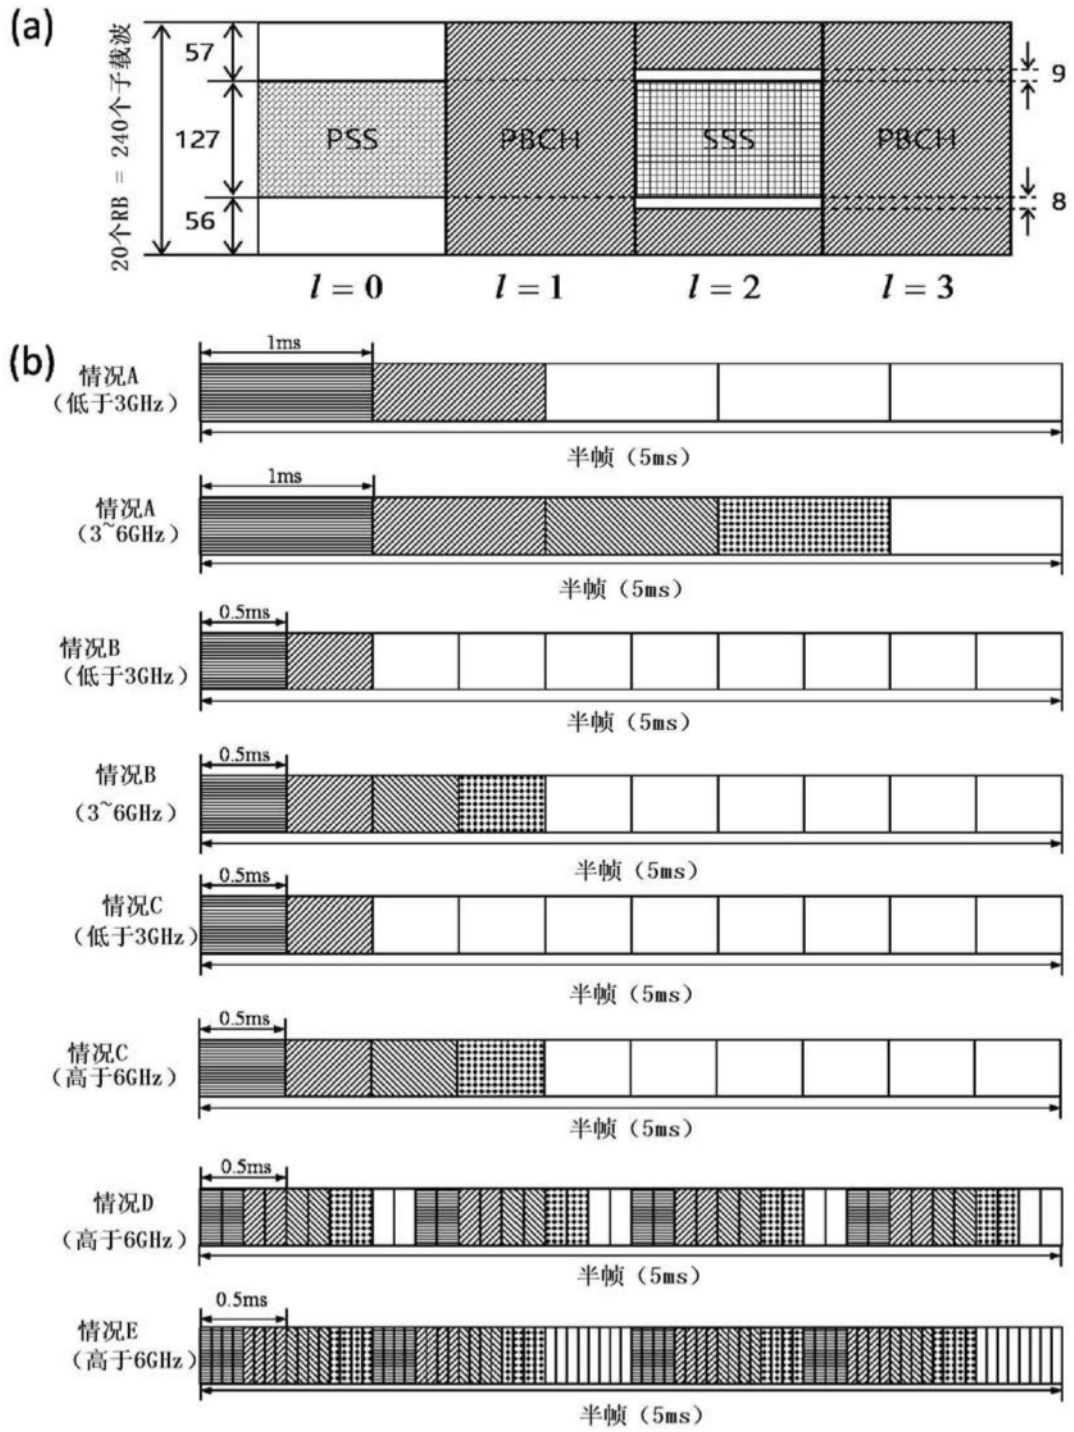 (a)
20个RB = 240个子载波
57
127
56
PSS
PBCH
SSS
PBCH
9
8
l = 0
l = 1
l = 2
l = 3
(b)
情况A
(低于3GHz)
1ms
半帧 (5ms)
情况A
(3~6GHz)
1ms
半帧 (5ms)
情况B
(低于3GHz)
0.5ms
半帧 (5ms)
情况B
(3~6GHz)
0.5ms
半帧 (5ms)
情况C
(低于3GHz)
0.5ms
半帧 (5ms)
情况C
(高于6GHz)
0.5ms
半帧 (5ms)
情况D
(高于6GHz)
0.5ms
半帧 (5ms)
情况E
(高于6GHz)
0.5ms
半帧 (5ms)